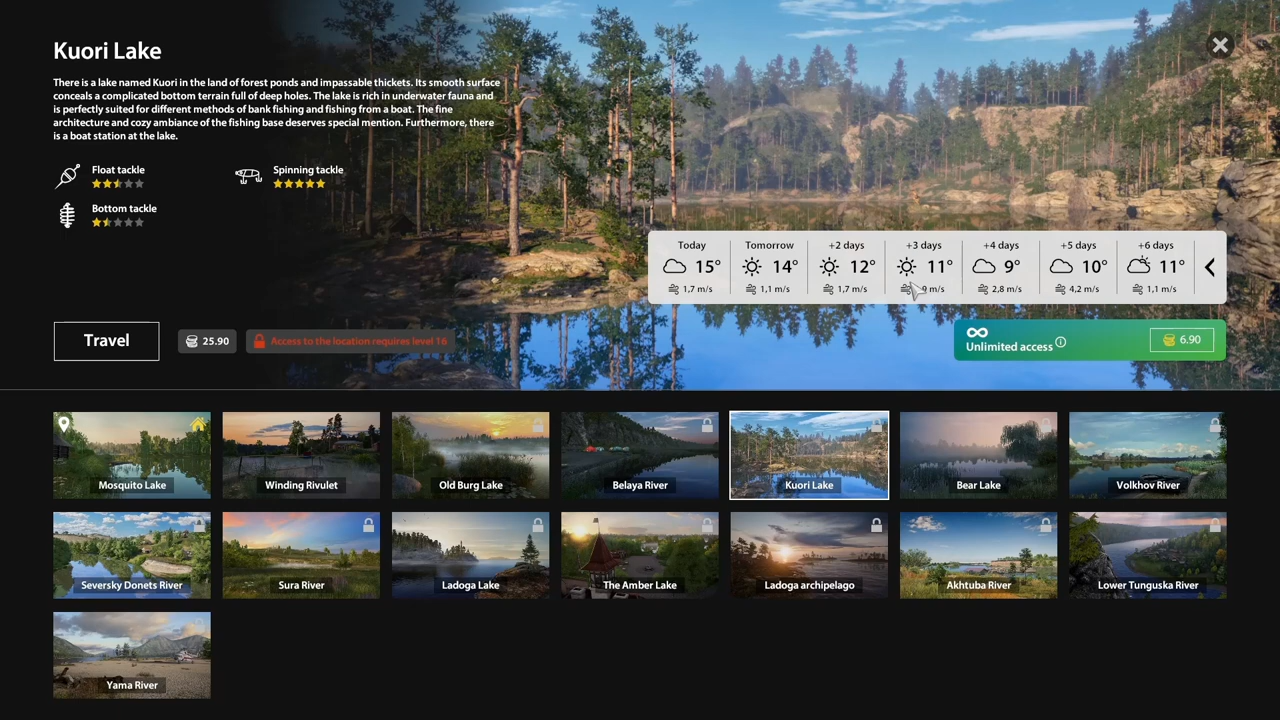 Kuori Lake
There is a lake named Kuori in the land of forest ponds and impassable thickets. Its smooth surface
conceals a complicated bottom terrain full of deep holes. The lake is rich in underwater fauna and
is perfectly suited for different methods of bank fishing and fishing from a boat. The fine
architecture and cozy ambiance of the fishing base deserves special mention. Furthermore, there
is a boat station at the lake.
Float tackle
Spinning tackle
Bottom tackle
Today
Tomorrow
+2 days
+3 days
+4 days
+5 days
+6 days
15°
14°
12°
11°
9°
10°
11°
1,7 m/s
1,1 m/s
1,7 m/s
m/s
2,8 m/s
4,2 m/s
1,1 m/s
Travel
25.90
Access to the location requires level 16
Unlimited access
6.90
Mosquito Lake
Winding Rivulet
Old Burg Lake
Belaya River
Kuori Lake
Bear Lake
Volkhov River
Seversky Donets River
Sura River
Ladoga Lake
The Amber Lake
Ladoga archipelago
Akhtuba River
Lower Tunguska River
Yama River